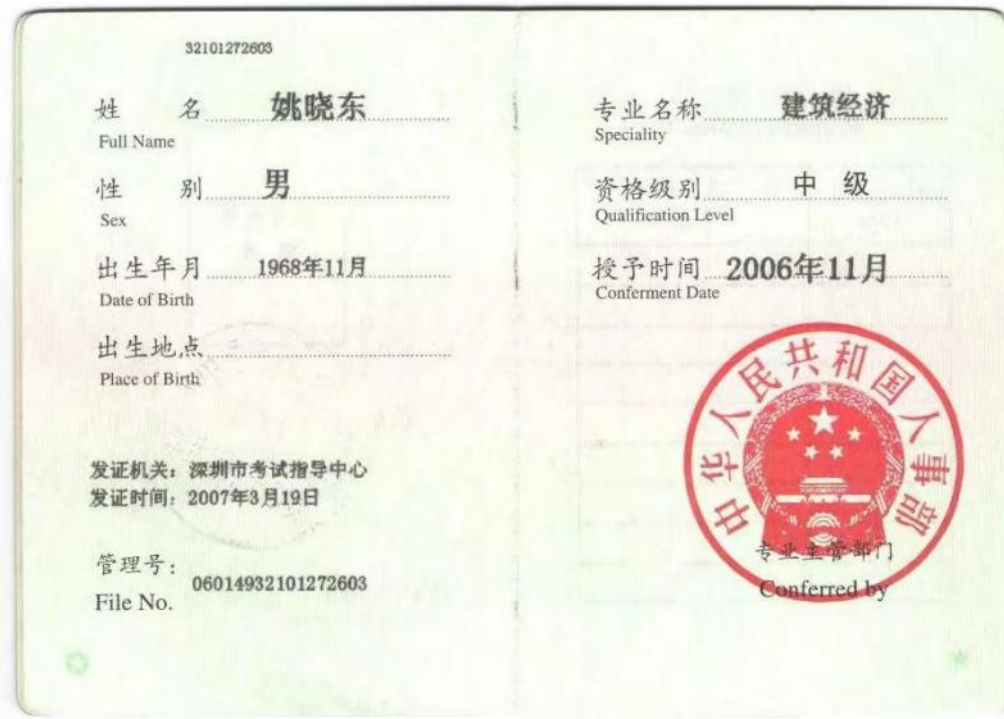 32101272603
姓 名 姚晓东
Full Name
性 别 男
Sex
出生年月 1968年11月
Date of Birth
出生地点
Place of Birth
发证机关：深圳市考试指导中心
发证时间：2007年3月19日
管理号：
06014932101272603
File No.
专业名称 建筑经济
Speciality
资格级别 中 级
Qualification Level
授予时间 2006年11月
Conferment Date
中华人民共和国人事部
专业主管部门
Conferred by